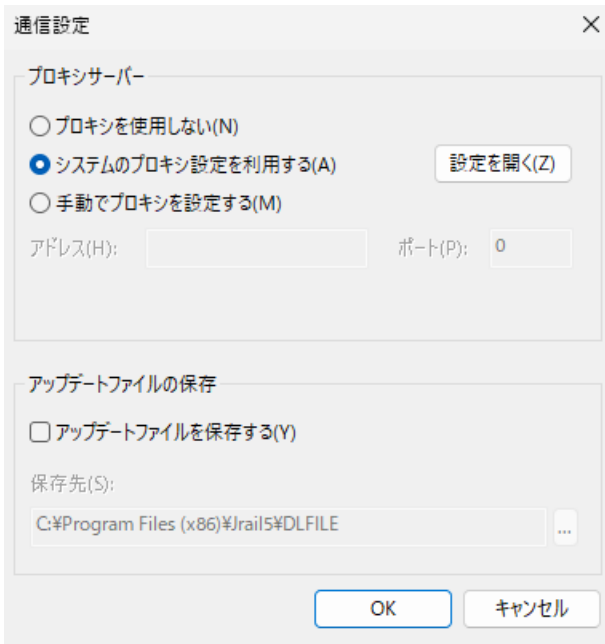 通信設定
プロキシサーバー
プロキシを使用しない(N)
システムのプロキシ設定を利用する(A)
設定を開く(Z)
手動でプロキシを設定する(M)
アドレス(H):
ポート(P): 0
アップデートファイルの保存
アップデートファイルを保存する(Y)
保存先(S):
C:¥Program Files (x86)¥Jrail5¥DLFILE
...
OK
キャンセル